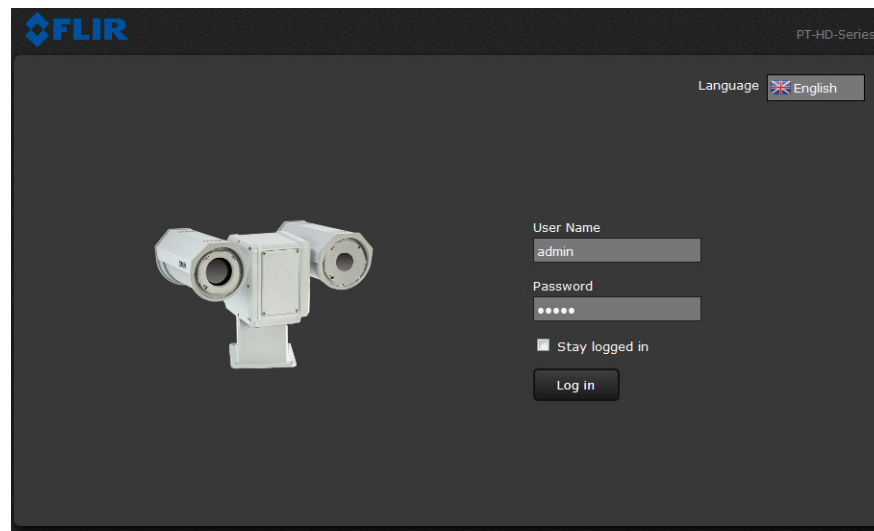 FLIR
PT-HD-Series
Language English
User Name
admin
Password
•••••
Stay logged in
Log in